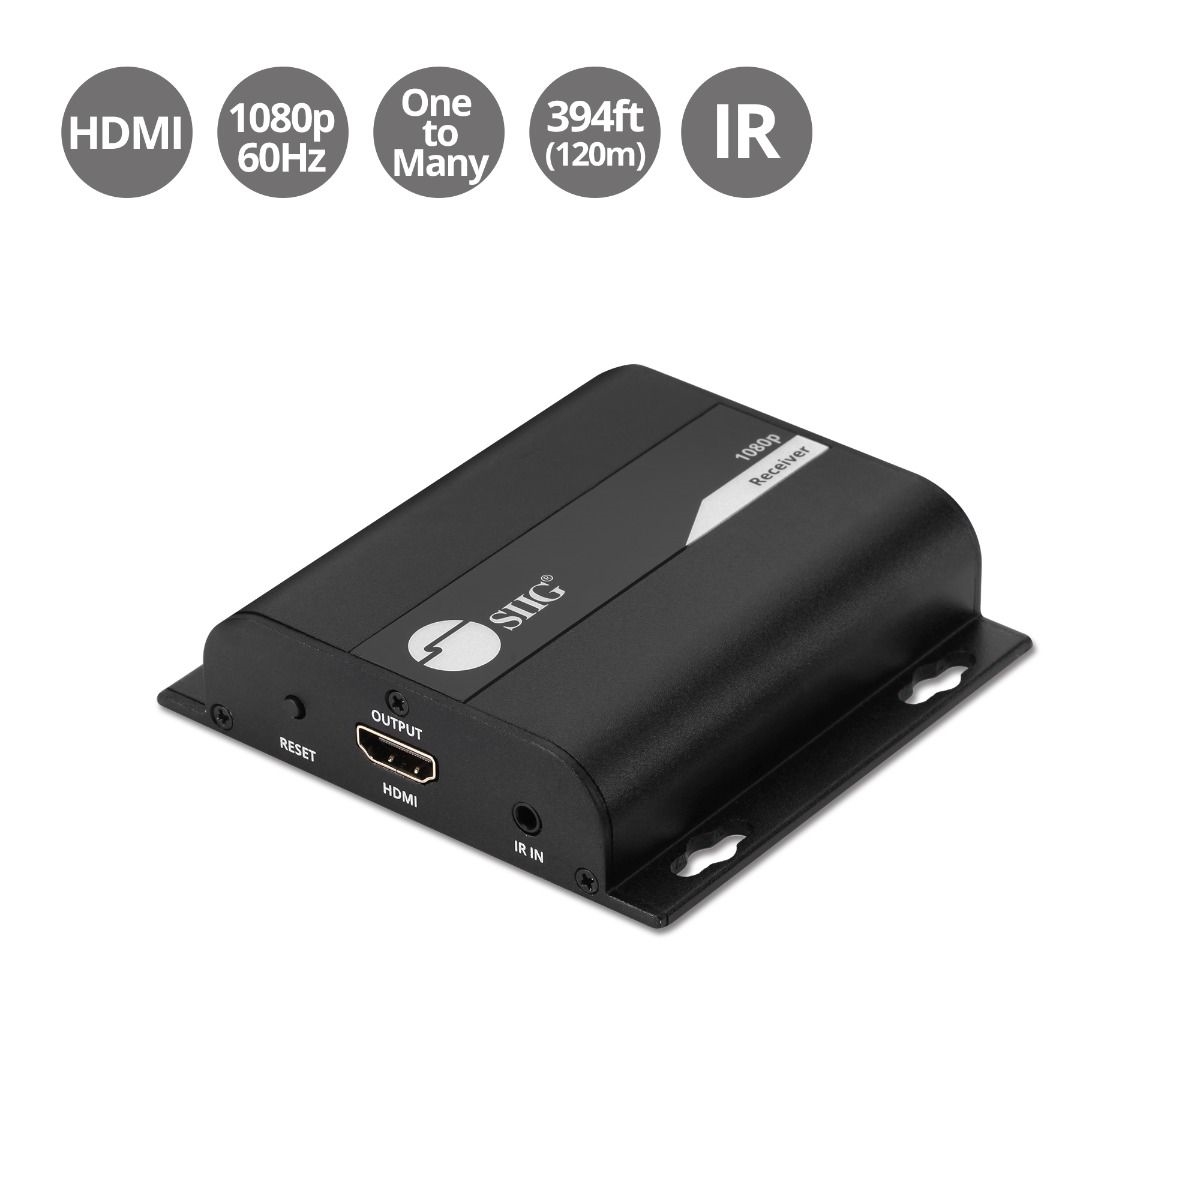 HDMI
1080p
60Hz
One
to
Many
394ft
(120m)
IR
1080p
Receiver
SIIG®
OUTPUT
RESET
HDMI
IR IN